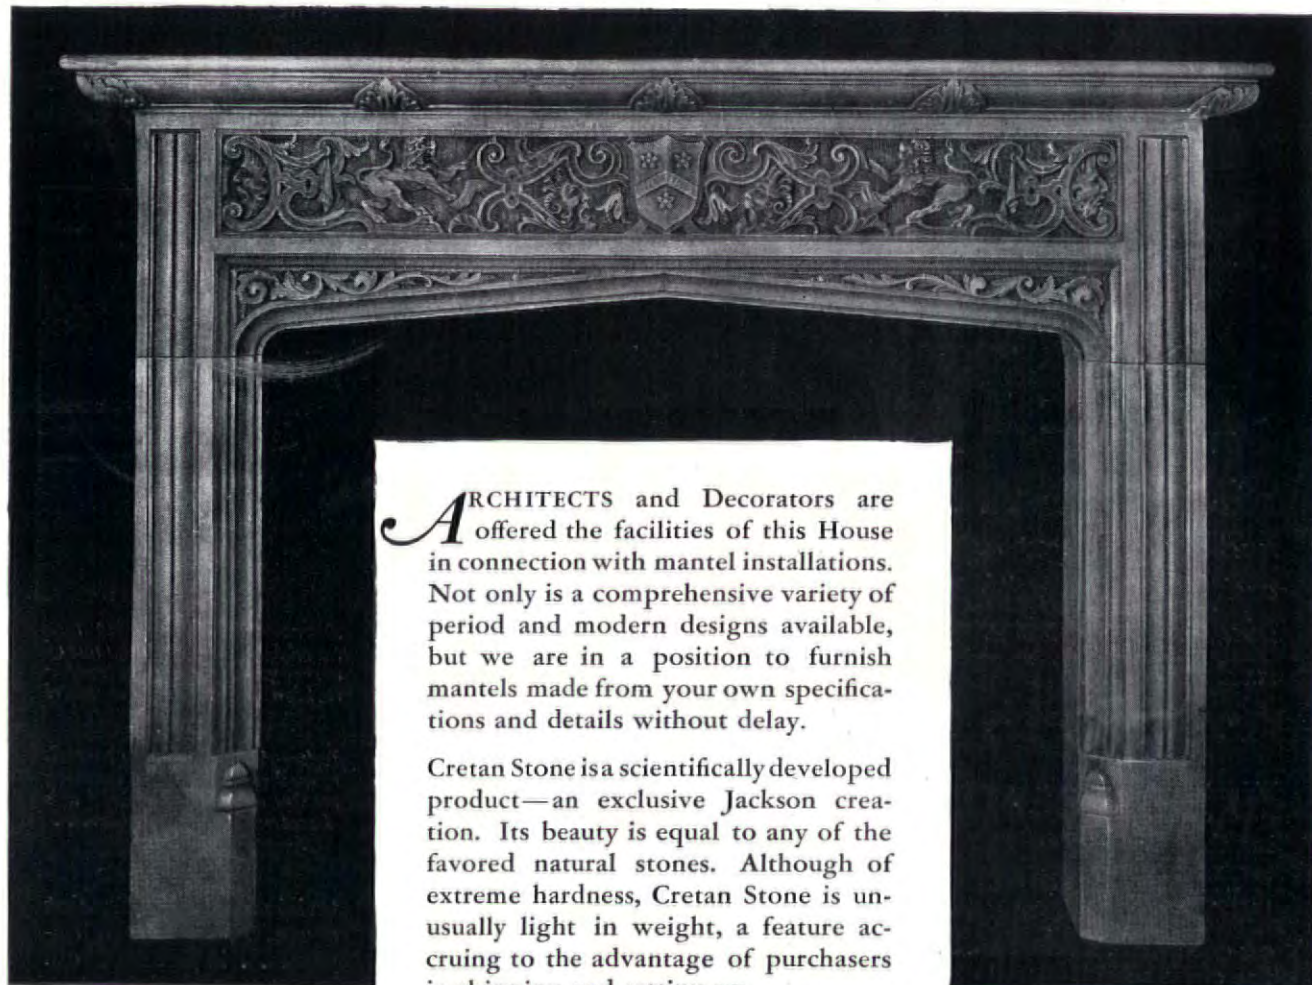 ARCHITECTS and Decorators are
offered the facilities of this House
in connection with mantel installations.
Not only is a comprehensive variety of
period and modern designs available,
but we are in a position to furnish
mantels made from your own specifica-
tions and details without delay.
Cretan Stone is a scientifically developed
product—an exclusive Jackson crea-
tion. Its beauty is equal to any of the
favored natural stones. Although of
extreme hardness, Cretan Stone is un-
usually light in weight, a feature ac-
cruing to the advantage of purchasers